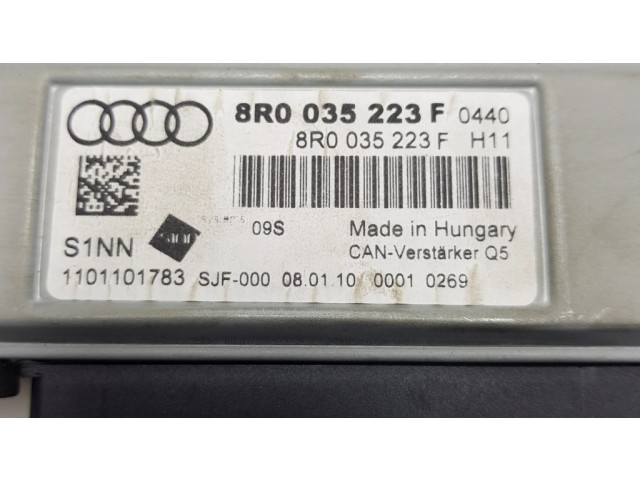 8R0 035 223 F 0440
8R0 035 223 F H11
09S
Made in Hungary
S1NN
CAN-Verstärker Q5
1101101783 SJF-000 08.01.10 0001 0269